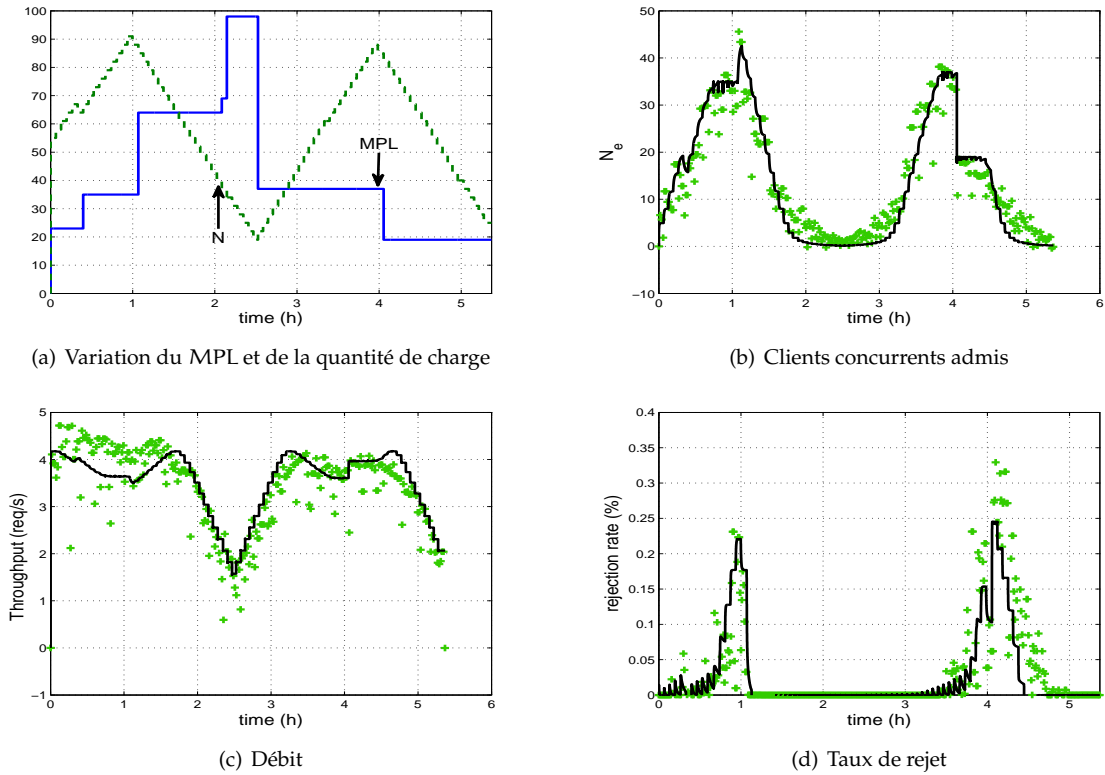 100
90
80
70
60
50
40
30
20
10
0
MPL
N
0 1 2 3 4 5
time (h)
(a) Variation du MPL et de la quantité de charge
50
40
30
20
10
0
−10
N_e
0 1 2 3 4 5 6
time (h)
(b) Clients concurrents admis
5
4
3
2
1
0
−1
Throughput (req/s)
0 1 2 3 4 5 6
time (h)
(c) Débit
0.4
0.35
0.3
0.25
0.2
0.15
0.1
0.05
0
rejection rate (%)
0 1 2 3 4 5
time (h)
(d) Taux de rejet